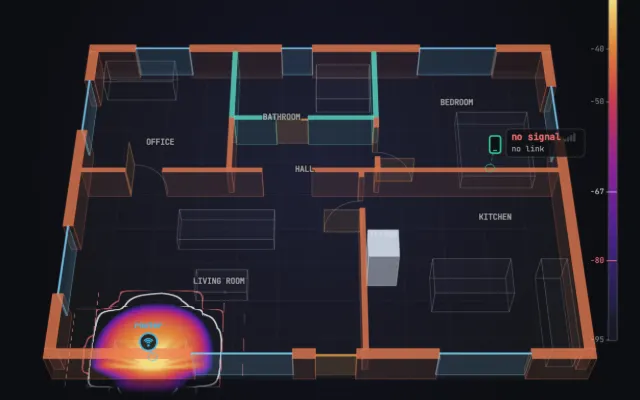 -40
BEDROOM
-50
BATHROOM
no signal
OFFICE
no link
HALL
-67
KITCHEN
-80
LIVING ROOM
-95